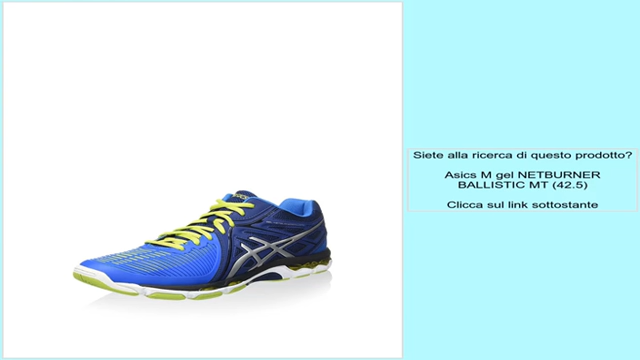 Siete alla ricerca di questo prodotto?
Asics M gel NETBURNER
BALLISTIC MT (42.5)
Clicca sul link sottostante